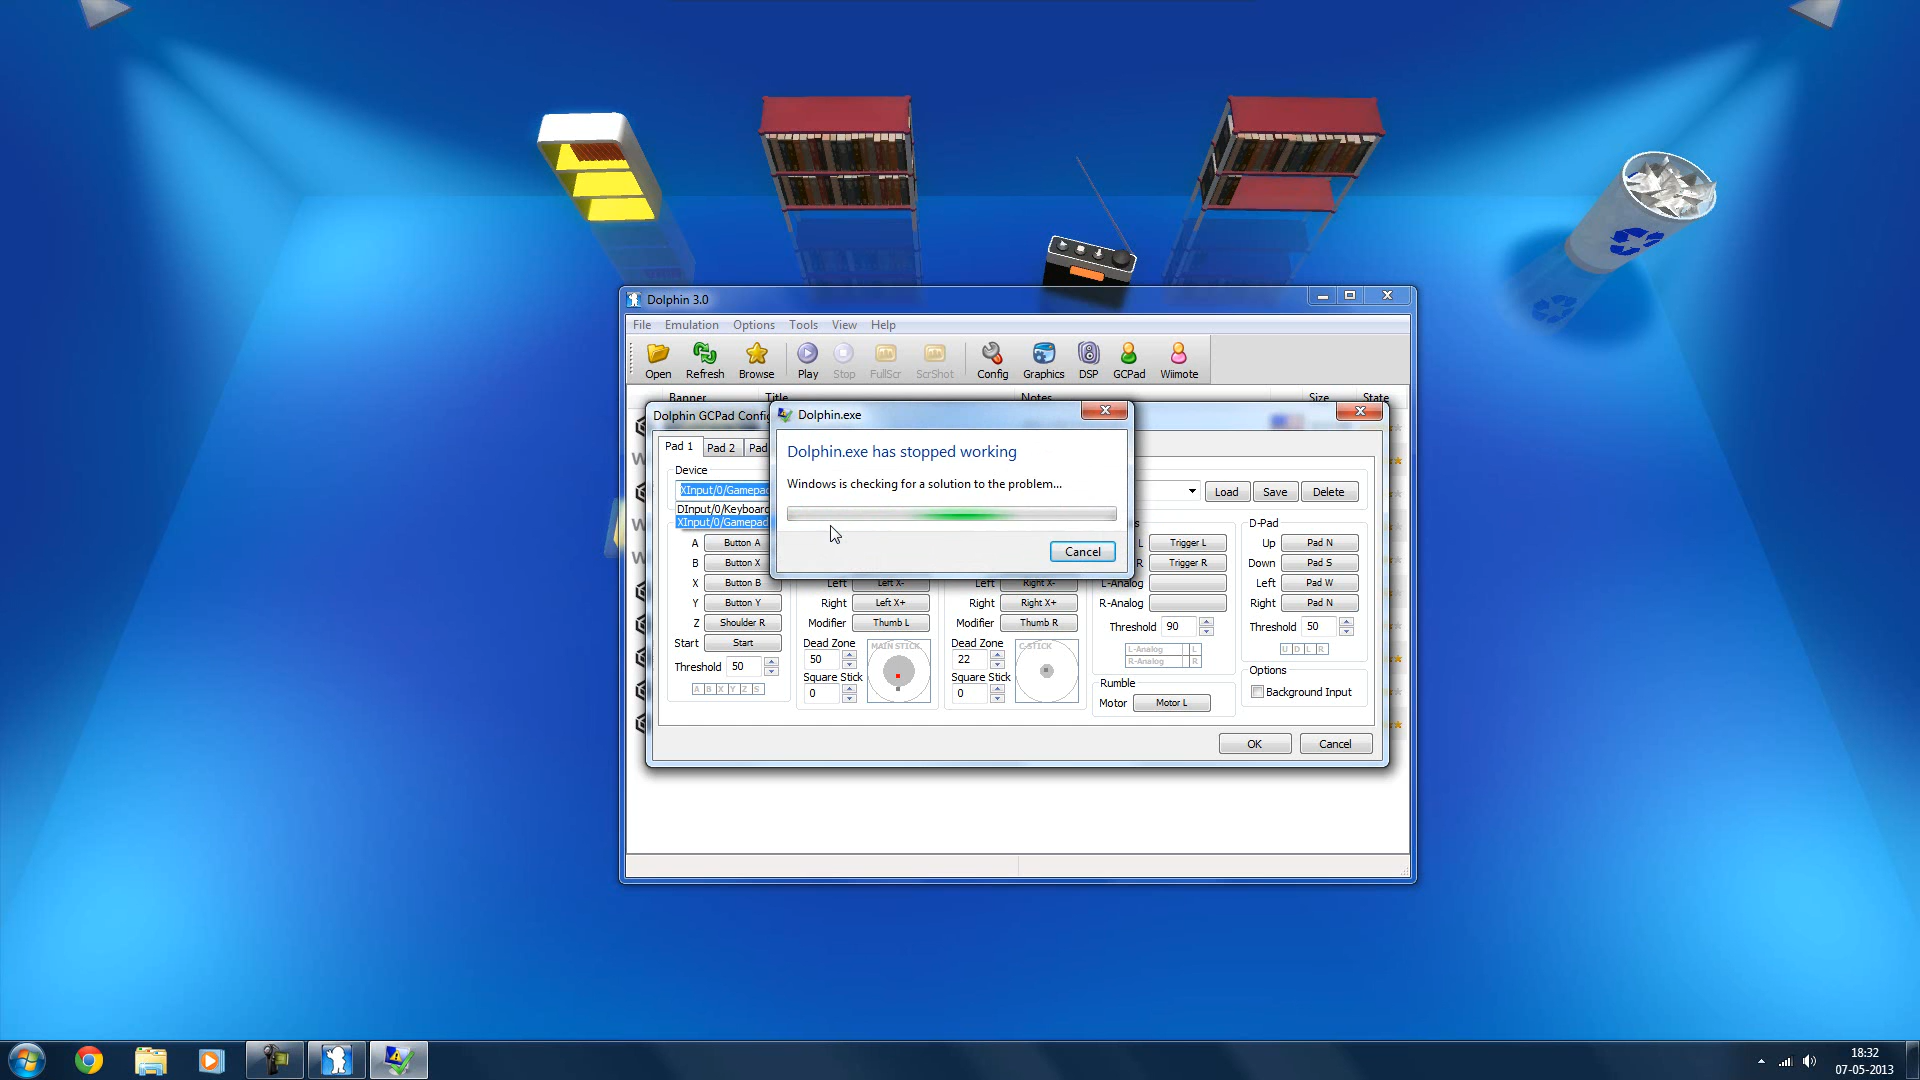 Dolphin 3.0
File Emulation Options Tools View Help
Open Refresh Browse Play Stop FullScr ScrShot Config Graphics DSP GCPad Wiimote
Banner Title Notes Size State
Dolphin GCPad Config
Dolphin.exe
Dolphin.exe has stopped working
Windows is checking for a solution to the problem...
Cancel
Pad 1 Pad 2 Pad
Device
XInput/0/Gamepad
DInput/0/Keyboard
XInput/0/Gamepad
Load Save Delete
A Button A
B Button X
X Button B
Y Button Y
Z Shoulder R
Start Start
Threshold 50
A B X Y Z S
Left Left X-
Right Left X+
Modifier Thumb L
Dead Zone
50
Square Stick
0
MAIN STICK
Left Right X-
Right Right X+
Modifier Thumb R
Dead Zone
22
Square Stick
0
C-STICK
s
L Trigger L
R Trigger R
L-Analog
R-Analog
Threshold 90
L-Analog L
R-Analog R
Rumble
Motor Motor L
D-Pad
Up Pad N
Down Pad S
Left Pad W
Right Pad N
Threshold 50
U D L R
Options
Background Input
OK Cancel
18:32
07-05-2013